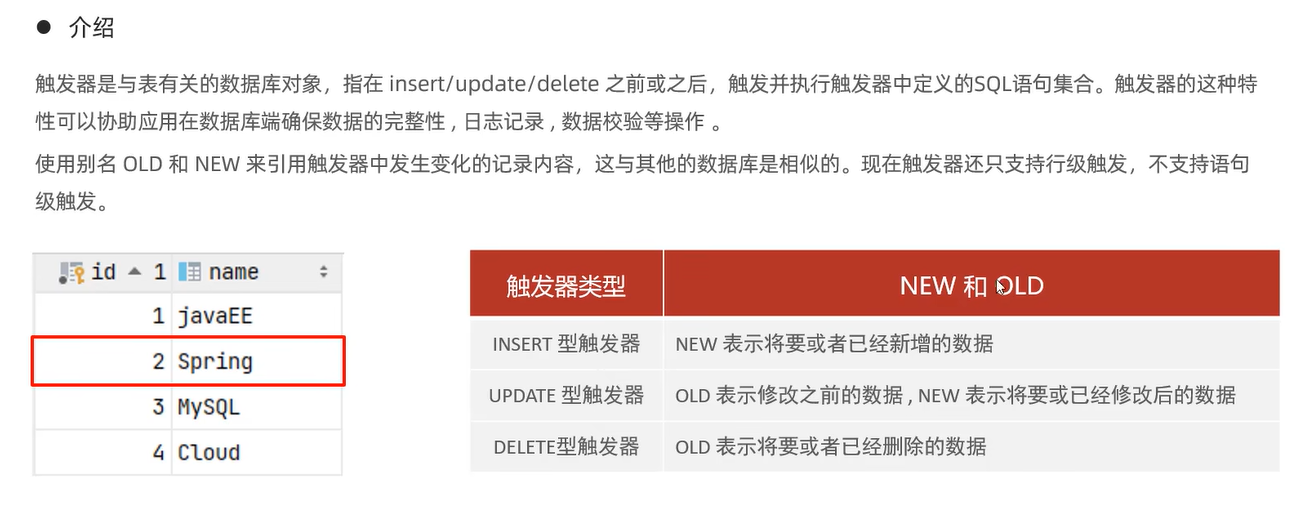 ● 介绍
触发器是与表有关的数据库对象，指在 insert/update/delete 之前或之后，触发并执行触发器中定义的SQL语句集合。触发器的这种特
性可以协助应用在数据库端确保数据的完整性 , 日志记录 , 数据校验等操作 。
使用别名 OLD 和 NEW 来引用触发器中发生变化的记录内容，这与其他的数据库是相似的。现在触发器还只支持行级触发，不支持语句
级触发。
id 1 name
1 javaEE
2 Spring
3 MySQL
4 Cloud
触发器类型 NEW 和 OLD
INSERT 型触发器 NEW 表示将要或者已经新增的数据
UPDATE 型触发器 OLD 表示修改之前的数据 , NEW 表示将要或已经修改后的数据
DELETE型触发器 OLD 表示将要或者已经删除的数据